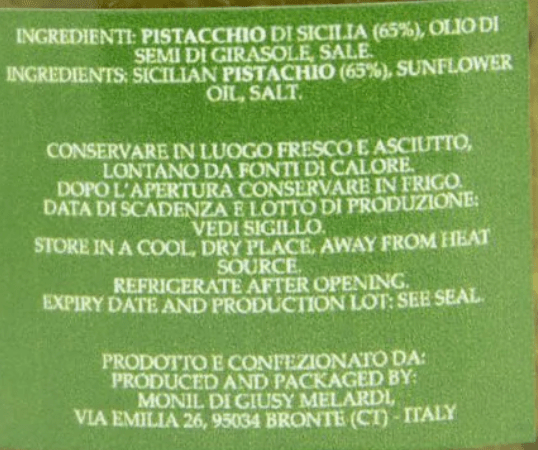 INGREDIENTI: PISTACCHIO DI SICILIA (65%), OLIO DI
SEMI DI GIRASOLE, SALE.
INGREDIENTS: SICILIAN PISTACHIO (65%), SUNFLOWER
OIL, SALT.
CONSERVARE IN LUOGO FRESCO E ASCIUTTO,
LONTANO DA FONTI DI CALORE.
DOPO L'APERTURA CONSERVARE IN FRIGO.
DATA DI SCADENZA E LOTTO DI PRODUZIONE:
VEDI SIGILLO.
STORE IN A COOL, DRY PLACE, AWAY FROM HEAT
SOURCE.
REFRIGERATE AFTER OPENING.
EXPIRY DATE AND PRODUCTION LOT: SEE SEAL.
PRODOTTO E CONFEZIONATO DA:
PRODUCED AND PACKAGED BY:
MONIL DI GIUSY MELARDI,
VIA EMILIA 26, 95034 BRONTE (CT) - ITALY